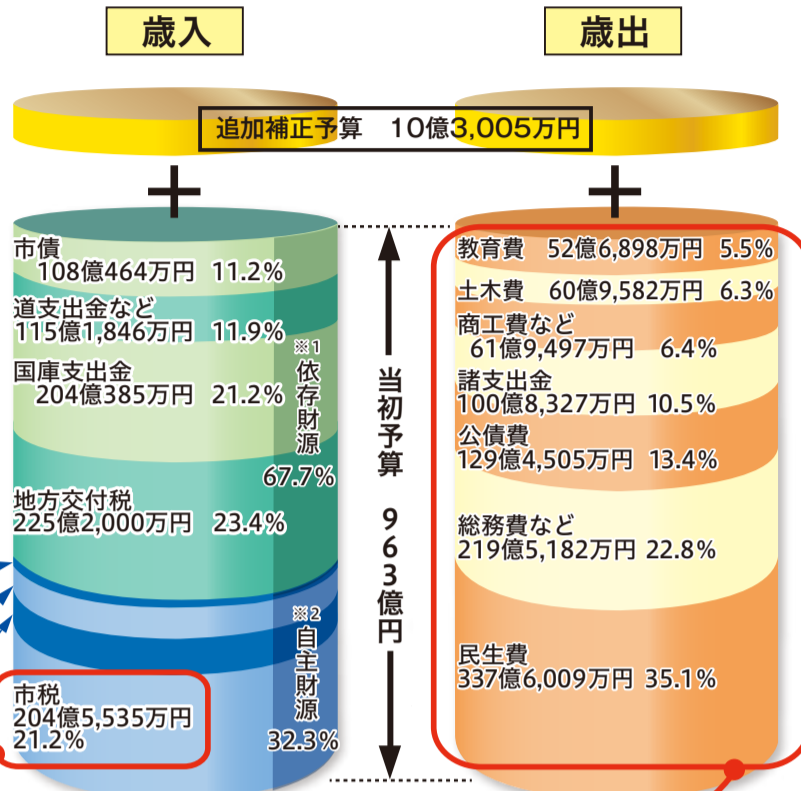 歳入
歳出
追加補正予算 10億3,005万円
+
+
市債
108億464万円 11.2%
道支出金など
115億1,846万円 11.9%
国庫支出金
204億385万円 21.2%
地方交付税
225億2,000万円 23.4%
※1
依存財源
67.7%
市税
204億5,535万円
21.2%
※2
自主財源
32.3%
当初予算 963億円
教育費 52億6,898万円 5.5%
土木費 60億9,582万円 6.3%
商工費など
61億9,497万円 6.4%
諸支出金
100億8,327万円 10.5%
公債費
129億4,505万円 13.4%
総務費など
219億5,182万円 22.8%
民生費
337億6,009万円 35.1%